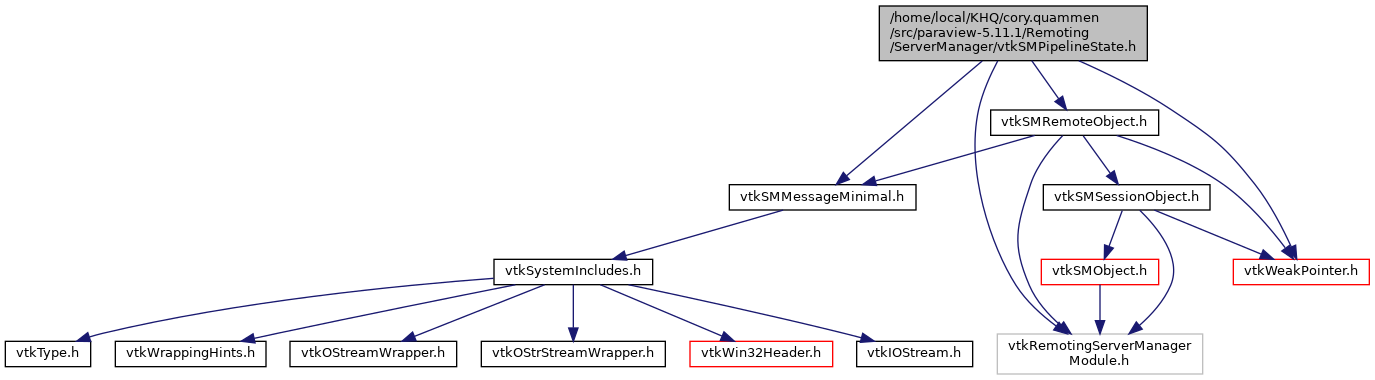 /home/local/KHQ/cory.quammen
/src/paraview-5.11.1/Remoting
/ServerManager/vtkSMPipelineState.h
vtkSMRemoteObject.h
vtkSMMessageMinimal.h
vtkSMSessionObject.h
vtkSystemIncludes.h
vtkSMObject.h
vtkWeakPointer.h
vtkType.h
vtkWrappingHints.h
vtkOStreamWrapper.h
vtkOStrStreamWrapper.h
vtkWin32Header.h
vtkIOStream.h
vtkRemotingServerManager
Module.h